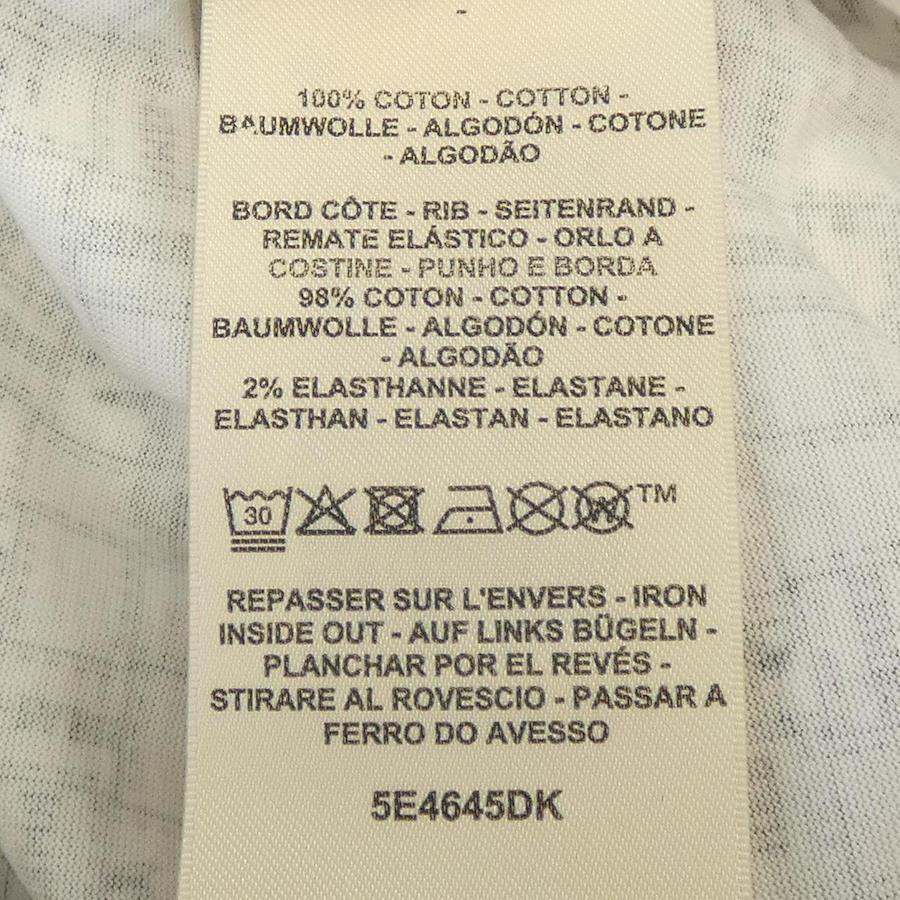 100% COTON - COTTON -
BAUMWOLLE - ALGODÓN - COTONE
- ALGODÃO
BORD CÔTE - RIB - SEITENRAND -
REMATE ELÁSTICO - ORLO A
COSTINE - PUNHO E BORDA
98% COTON - COTTON -
BAUMWOLLE - ALGODÓN - COTONE
- ALGODÃO
2% ELASTHANNE - ELASTANE -
ELASTHAN - ELASTAN - ELASTANO
30 W TM
REPASSER SUR L'ENVERS - IRON
INSIDE OUT - AUF LINKS BÜGELN -
PLANCHAR POR EL REVÉS -
STIRARE AL ROVESCIO - PASSAR A
FERRO DO AVESSO
5E4645DK